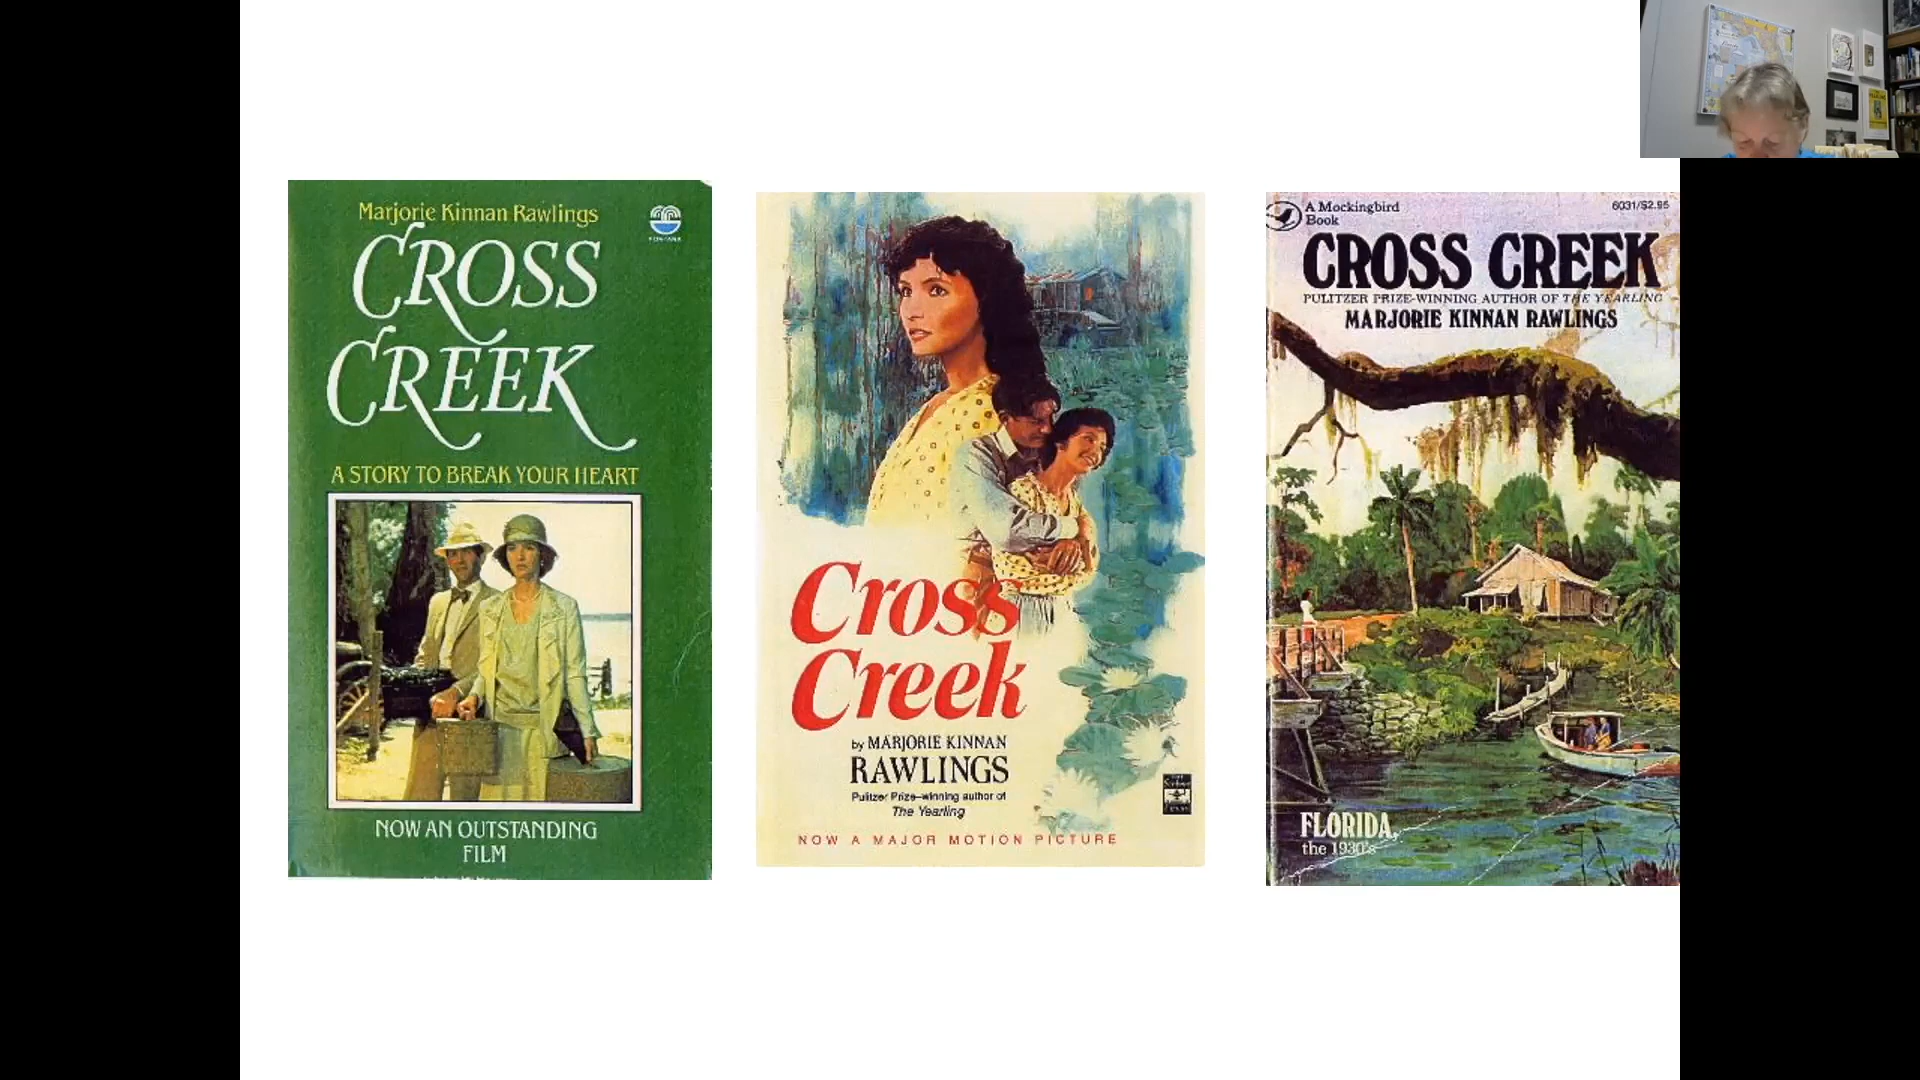 Marjorie Kinnan Rawlings
FONTANA
CROSS
CREEK
A STORY TO BREAK YOUR HEART
NOW AN OUTSTANDING
FILM
Cross
Creek
by MARJORIE KINNAN
RAWLINGS
Pulitzer Prize–winning author of
The Yearling
NOW A MAJOR MOTION PICTURE
A Mockingbird
Book
6031/$2.95
CROSS CREEK
PULITZER PRIZE-WINNING AUTHOR OF THE YEARLING
MARJORIE KINNAN RAWLINGS
FLORIDA,
the 1930's